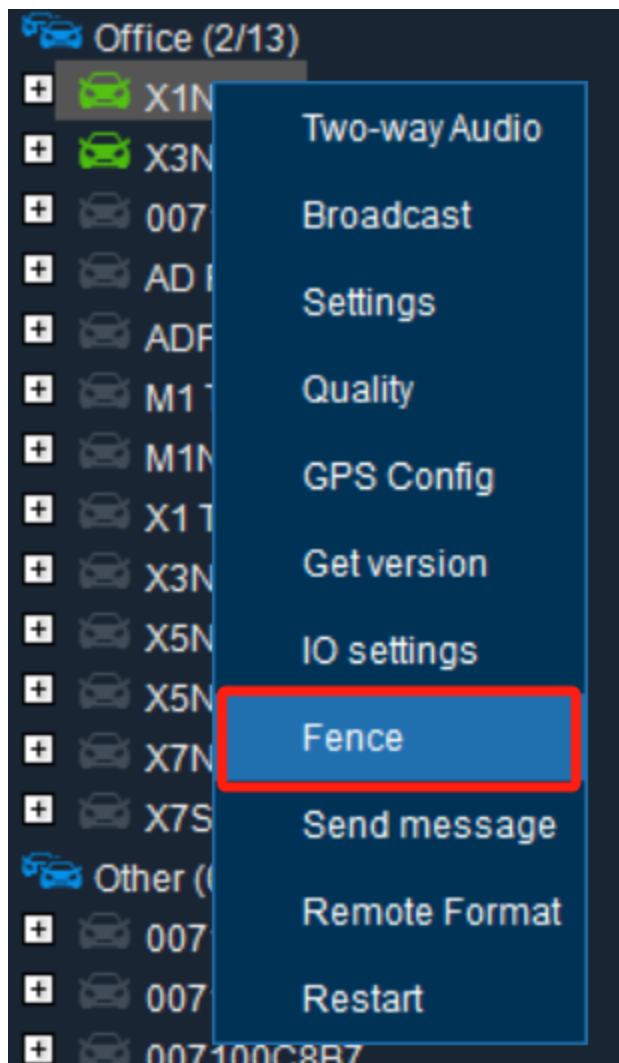 Office (2/13)
X1N
X3N
007
AD
ADF
M1
M1N
X1 T
X3N
X5N
X5N
X7N
X7S
Other (
007
007
007100C8B7
Two-way Audio
Broadcast
Settings
Quality
GPS Config
Get version
IO settings
Fence
Send message
Remote Format
Restart